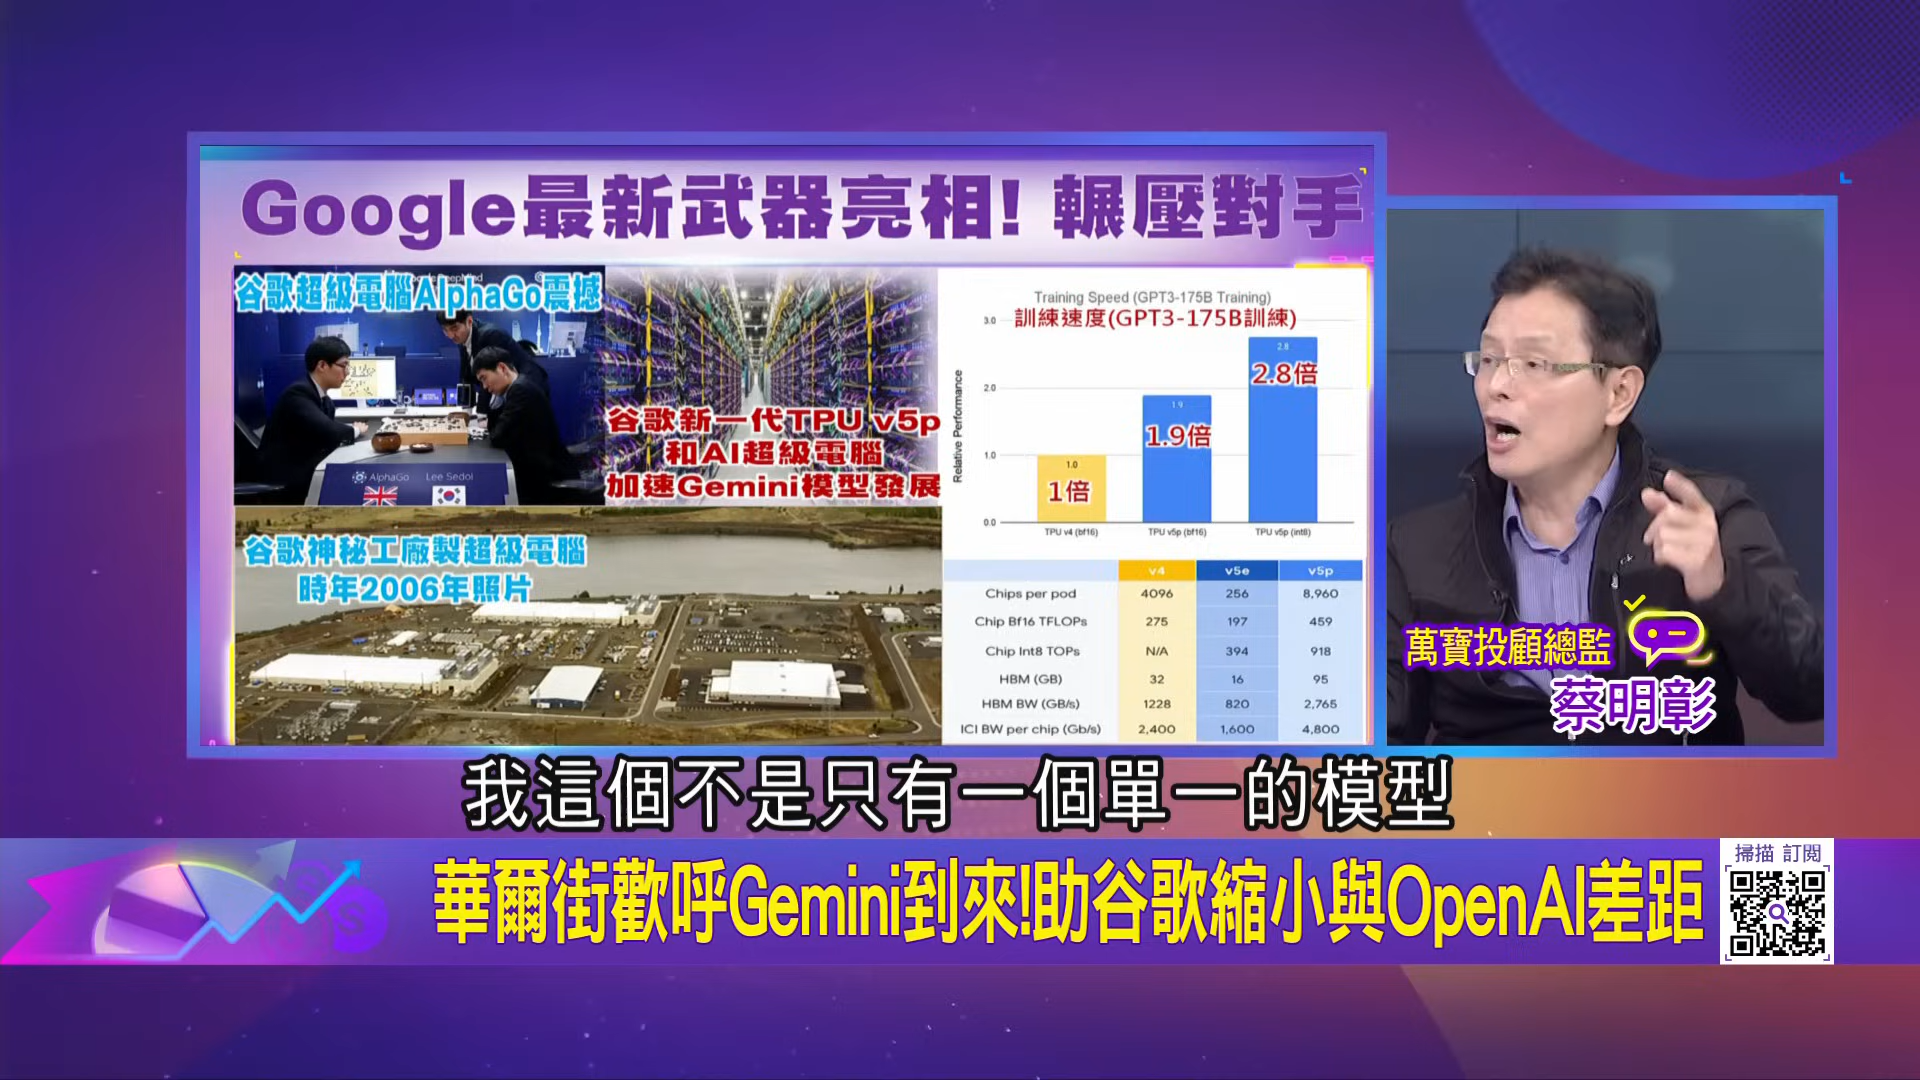 Google最新武器亮相! 輾壓對手
谷歌超級電腦AlphaGo震撼
AlphaGo
Lee Sedol
谷歌新一代TPU v5p
和AI超級電腦
加速Gemini模型發展
谷歌神秘工廠製超級電腦
時年2006年照片
Training Speed (GPT3-175B Training)
訓練速度(GPT3-175B訓練)
Relative Performance
3.0
2.0
1.0
0.0
1.0
1倍
1.9
1.9倍
2.8
2.8倍
TPU v4 (bf16)
TPU v5p (bf16)
TPU v5p (int8)
v4 v5e v5p
Chips per pod 4096 256 8,960
Chip Bf16 TFLOPs 275 197 459
Chip Int8 TOPs N/A 394 918
HBM (GB) 32 16 95
HBM BW (GB/s) 1228 820 2,765
ICI BW per chip (Gb/s) 2,400 1,600 4,800
萬寶投顧總監
蔡明彰
我這個不是只有一個單一的模型
華爾街歡呼Gemini到來!助谷歌縮小與OpenAI差距
掃描 訂閱